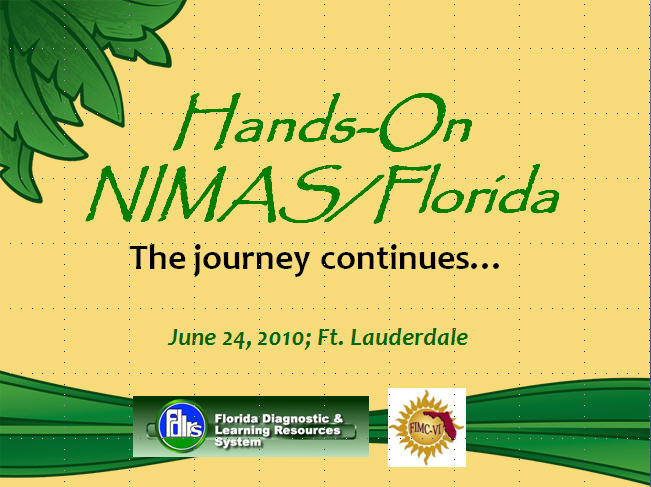 Hands-On
NIMAS/Florida
The journey continues...
June 24, 2010; Ft. Lauderdale
fdlrs
Florida Diagnostic &
Learning Resources
System
FIMC-VI